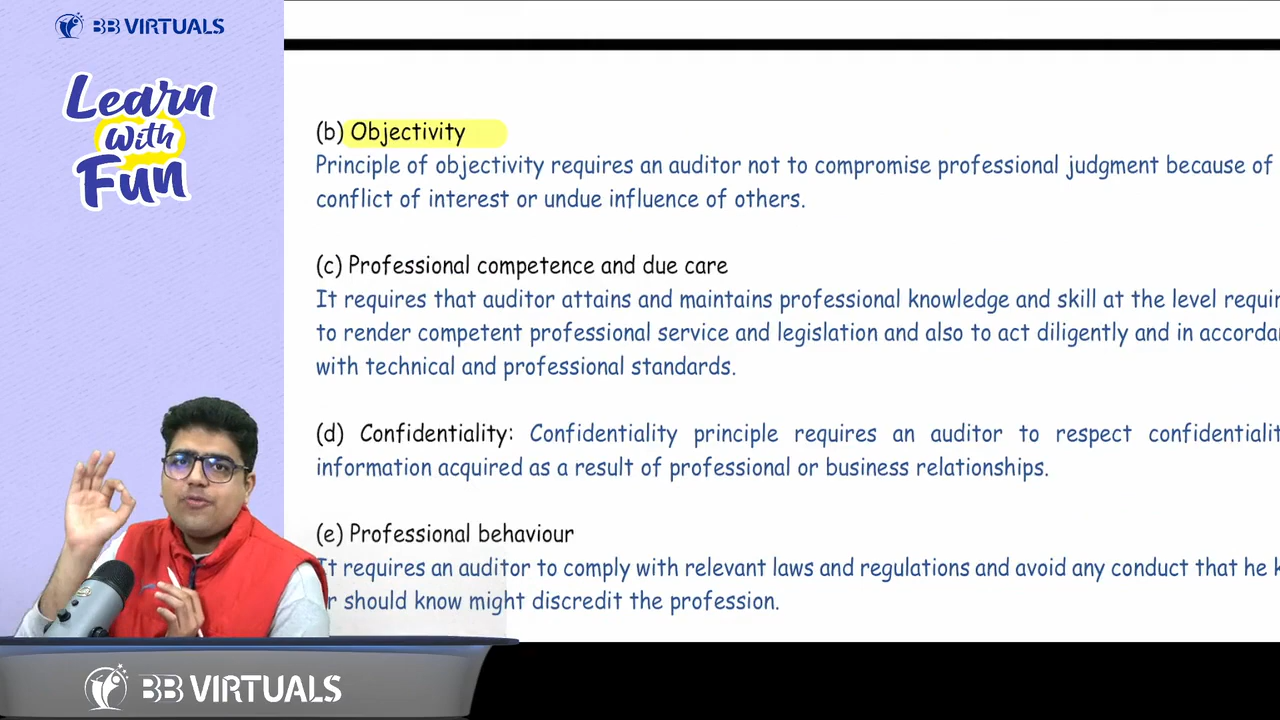 BB VIRTUALS
Learn
with
Fun
(b) Objectivity
Principle of objectivity requires an auditor not to compromise professional judgment because of
conflict of interest or undue influence of others.
(c) Professional competence and due care
It requires that auditor attains and maintains professional knowledge and skill at the level requir
to render competent professional service and legislation and also to act diligently and in accorda
with technical and professional standards.
(d) Confidentiality: Confidentiality principle requires an auditor to respect confidentialit
information acquired as a result of professional or business relationships.
(e) Professional behaviour
It requires an auditor to comply with relevant laws and regulations and avoid any conduct that he k
r should know might discredit the profession.
BB VIRTUALS